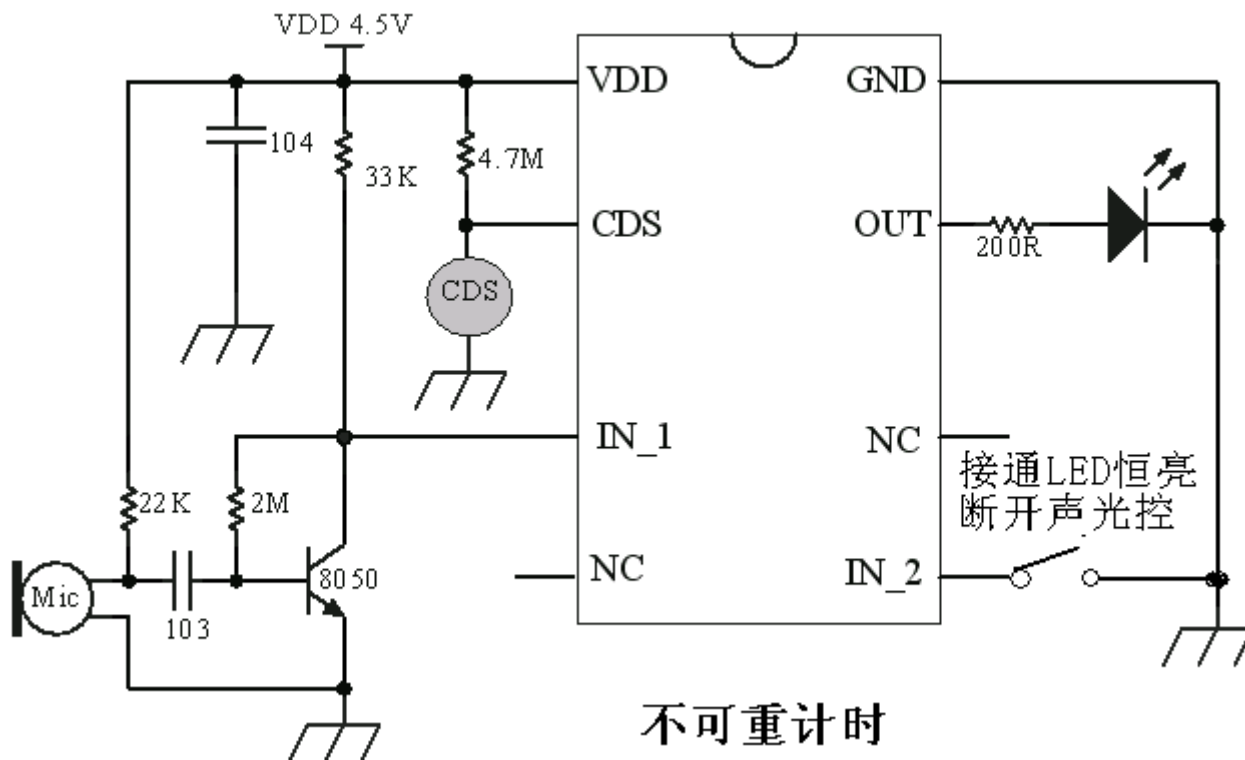 VDD 4.5V
VDD
GND
104
33K
4.7M
CDS
OUT
200R
CDS
IN_1
NC
接通LED恒亮
断开声光控
22K
2M
8050
NC
IN_2
Mic
103
不可重计时